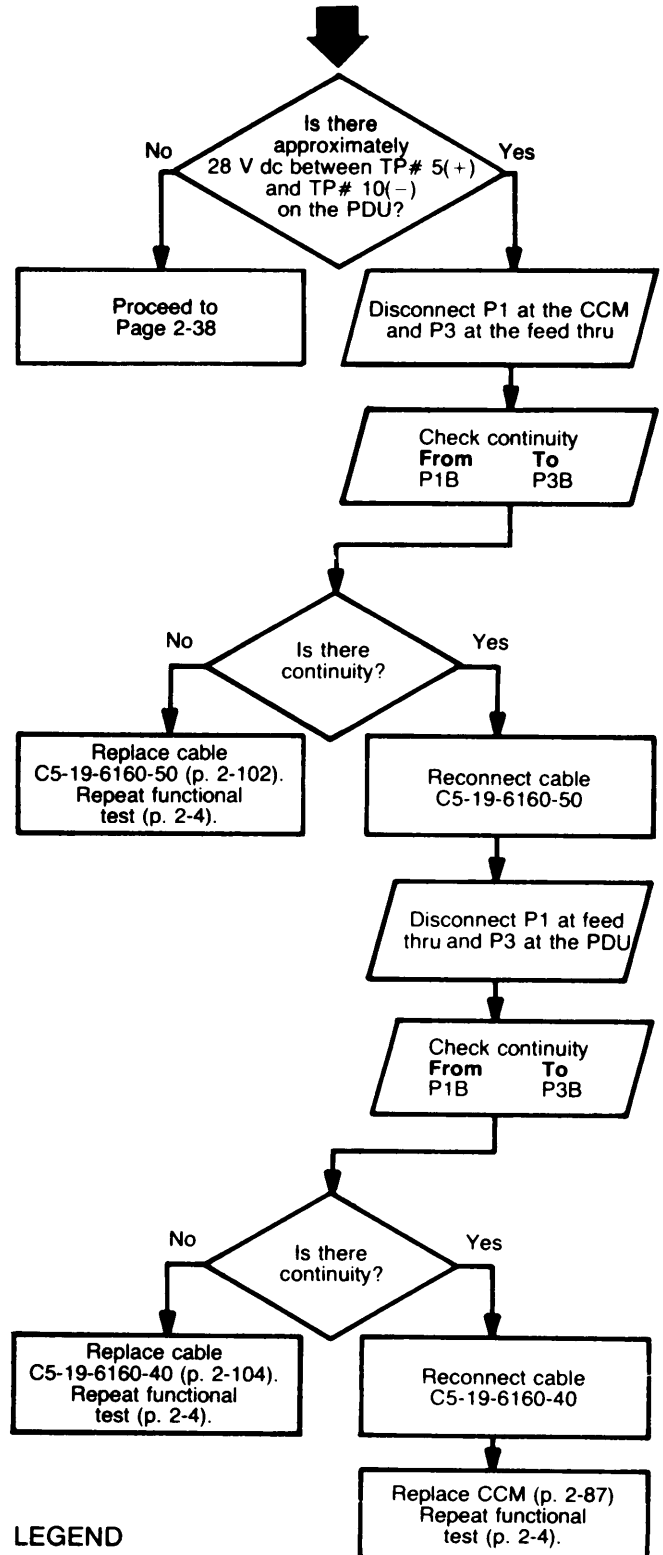 Is there
approximately
No
Yes
28 V dc between TP# 5(+)
and TP# 10(-)
on the PDU?
Proceed to
Page 2-38
Disconnect P1 at the CCM
and P3 at the feed thru
Check continuity
From To
P1B P3B
No
Yes
Is there
continuity?
Replace cable
C5-19-6160-50 (p. 2-102).
Repeat functional
test (p. 2-4).
Reconnect cable
C5-19-6160-50
Disconnect P1 at feed
thru and P3 at the PDU
Check continuity
From To
P1B P3B
No
Yes
Is there
continuity?
Replace cable
C5-19-6160-40 (p. 2-104).
Repeat functional
test (p. 2-4).
Reconnect cable
C5-19-6160-40
Replace CCM (p. 2-87)
Repeat functional
test (p. 2-4).
LEGEND